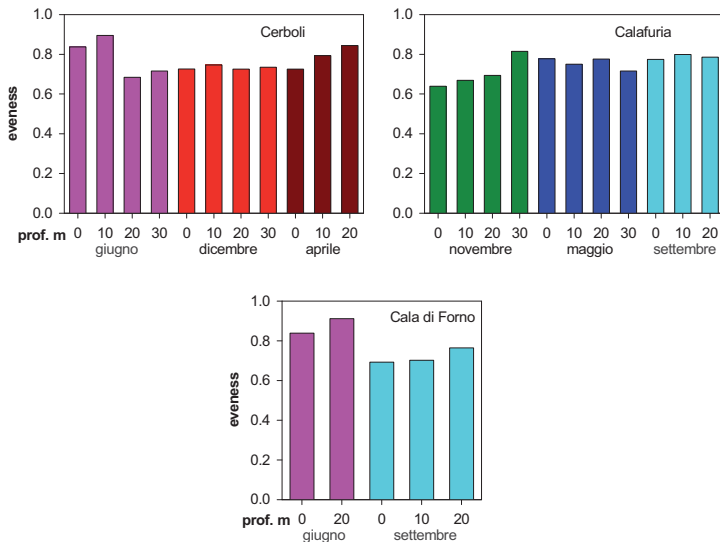 Cerboli
1.0
0.8
0.6
0.4
0.2
0.0
eveness
prof. m 0 10 20 30 0 10 20 30 0 10 20
giugno dicembre aprile
Calafuria
1.0
0.8
0.6
0.4
0.2
0.0
0 10 20 30 0 10 20 30 0 10 20
novembre maggio settembre
Cala di Forno
1.0
0.8
0.6
0.4
0.2
0.0
eveness
prof. m 0 20 0 10 20
giugno settembre